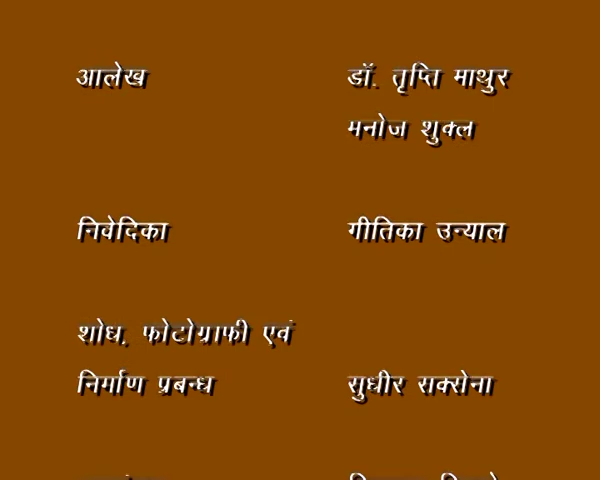 आलेख डॉ. तृप्ति माथुर
मनोज शुक्ल
निवेदिका गीतिका उन्याल
शोध, फोटोग्राफी एवं
निर्माण प्रबन्ध सुधीर सक्सेना